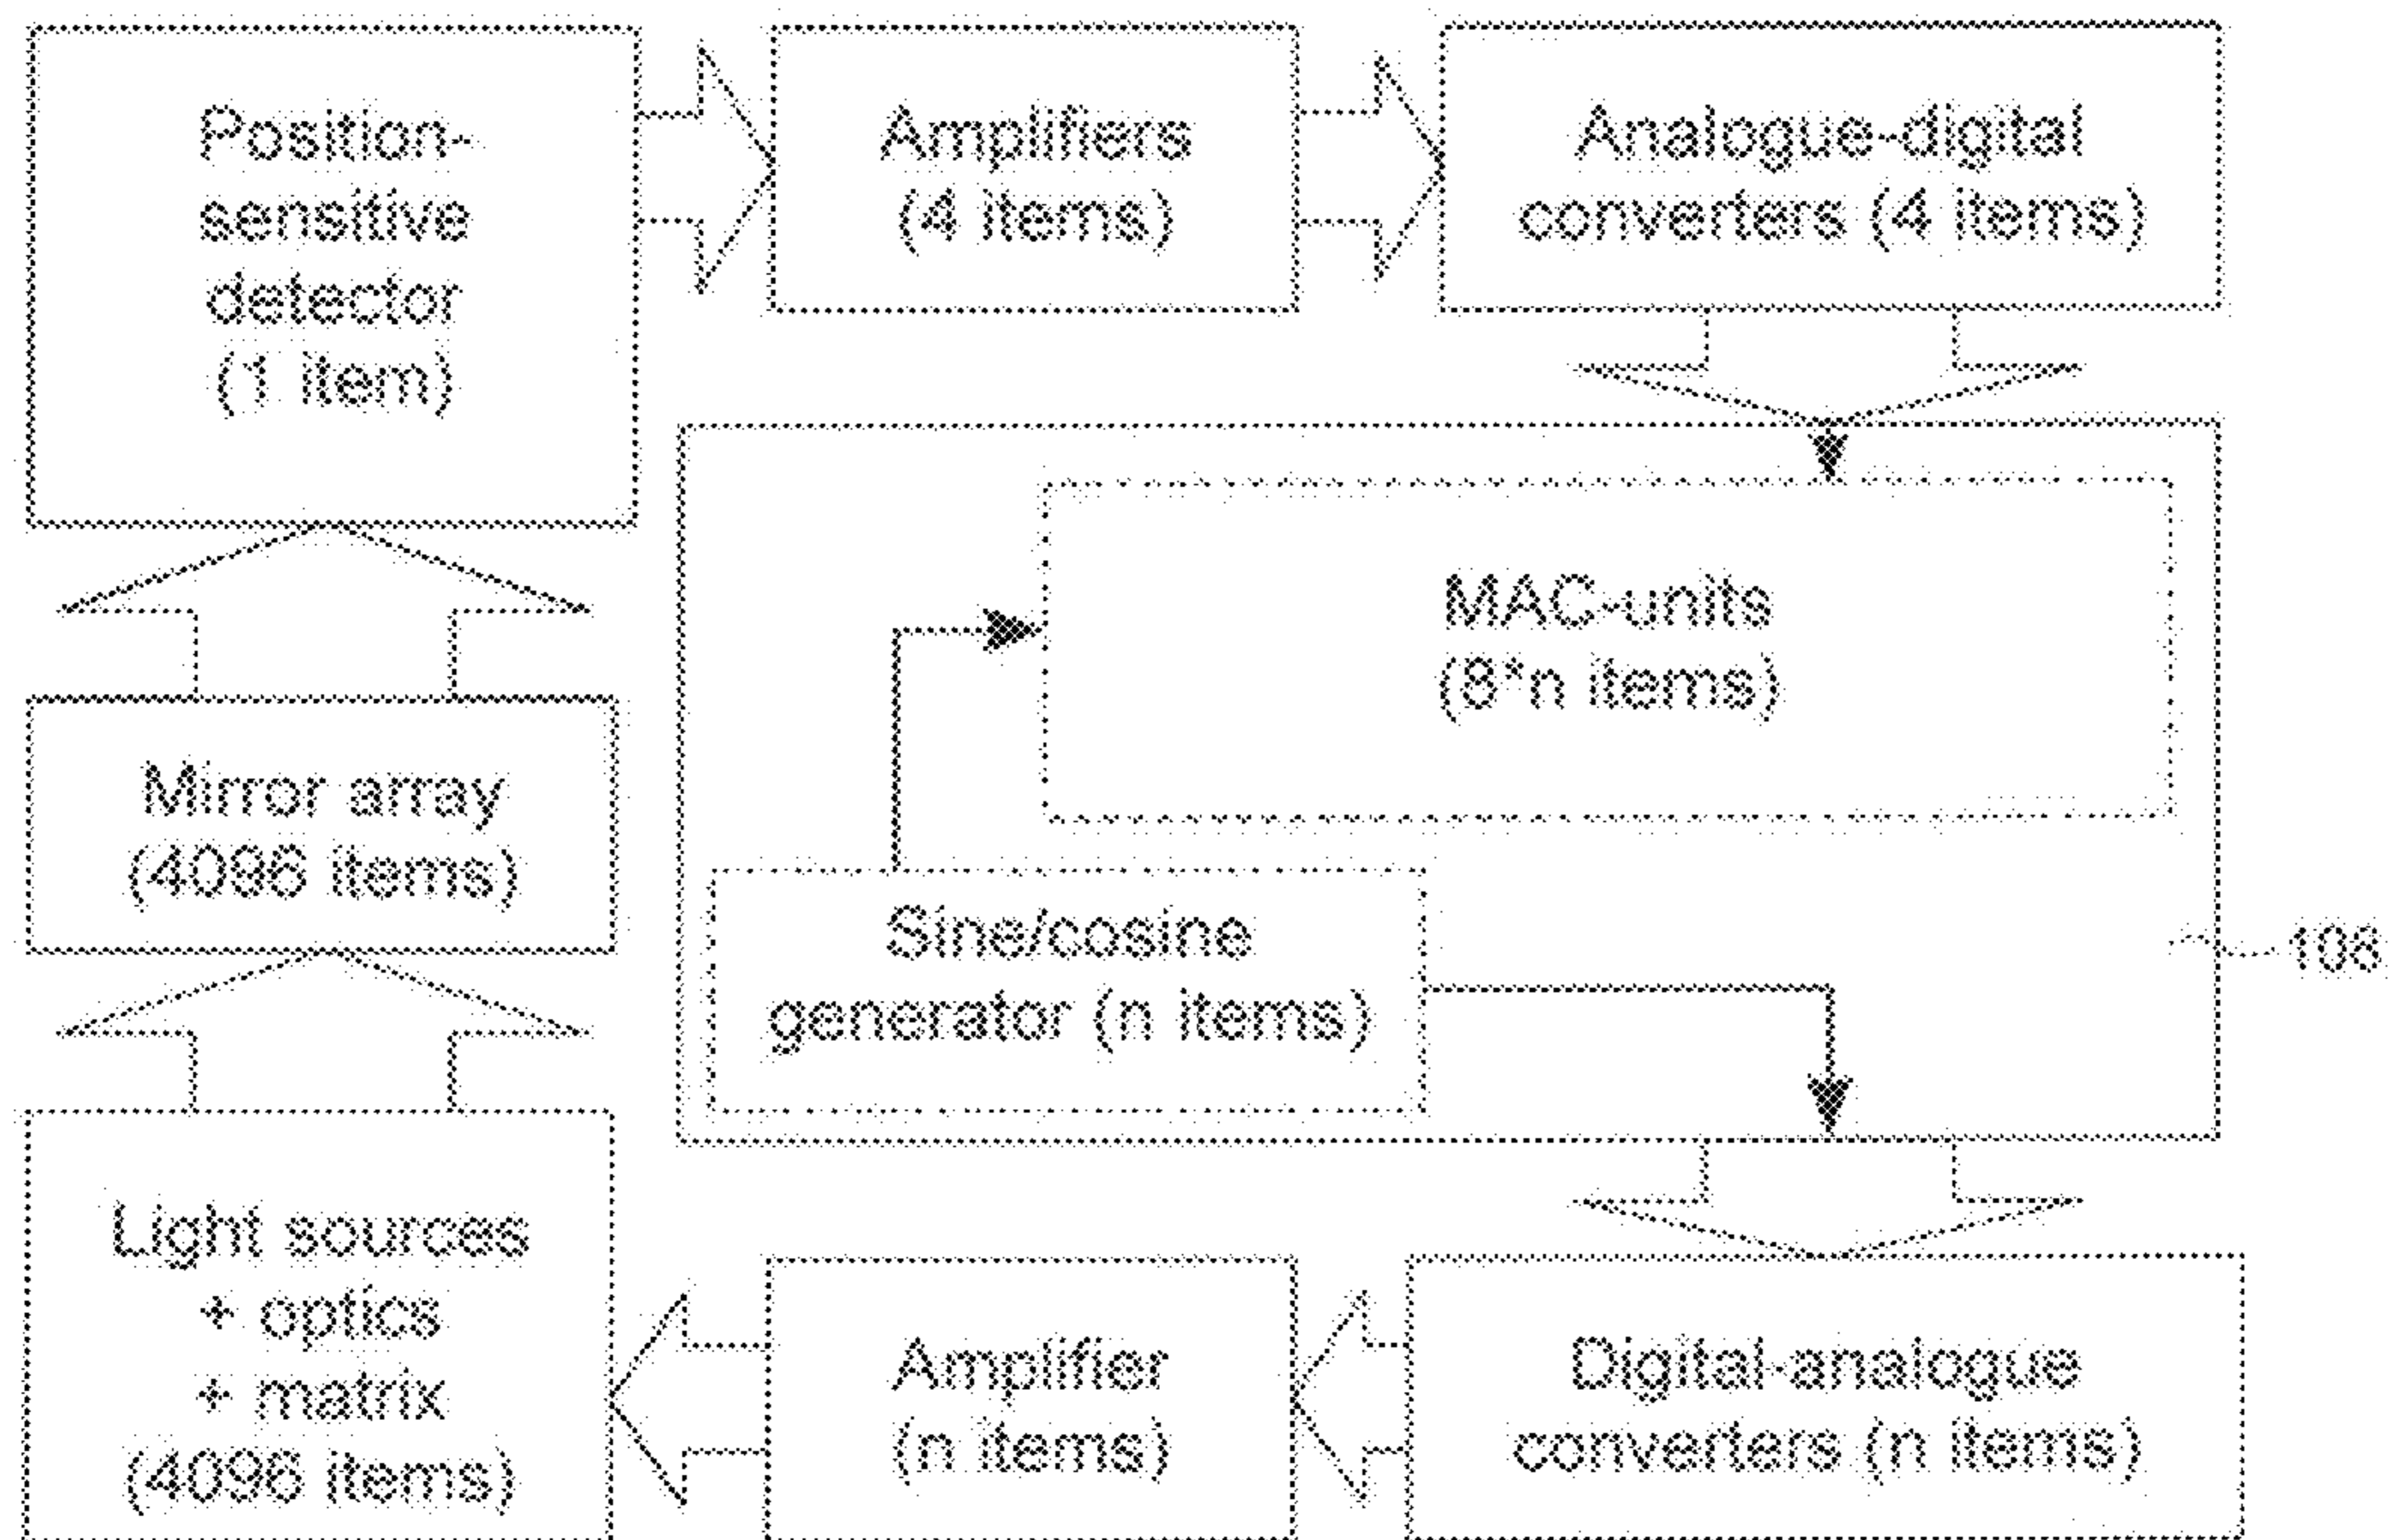 Position-
sensitive
detector
(1 item)
Amplifiers
(4 items)
Analogue-digital
converters (4 items)
MAC-units
(8*n items)
Mirror array
(4096 items)
Sine/cosine
generator (n items)
108
Light sources
+ optics
+ matrix
(4096 items)
Amplifier
(n items)
Digital-analogue
converters (n items)